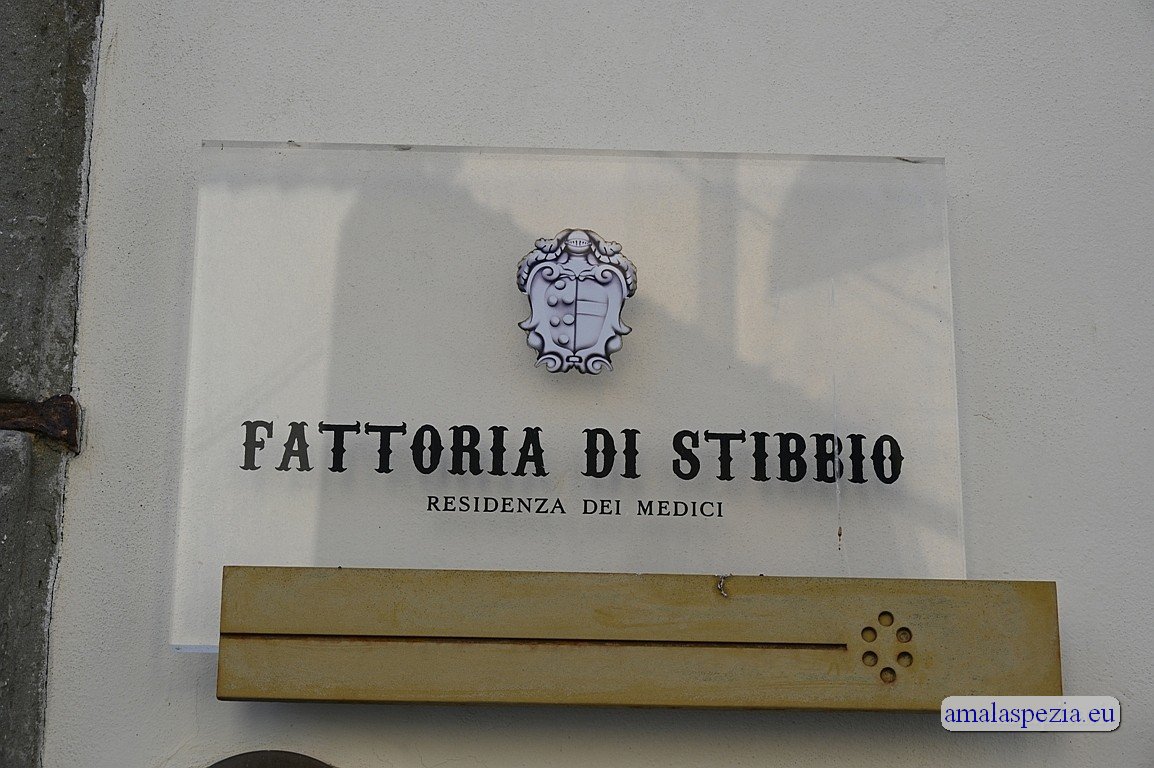 FATTORIA DI STIBBIO
RESIDENZA DEI MEDICI
amalaspezia.eu